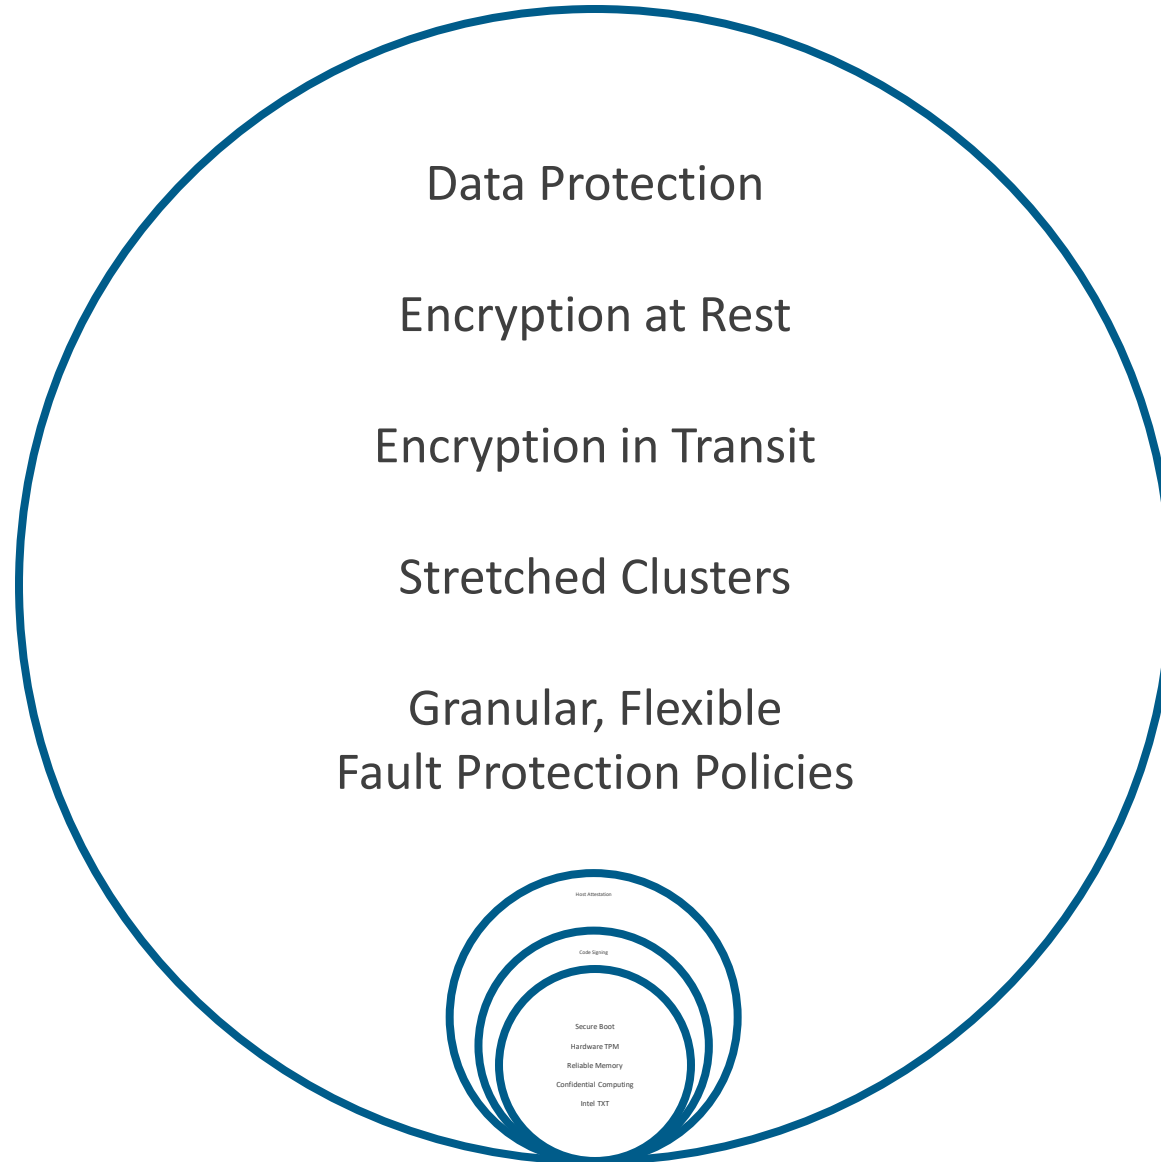 Data Protection
Encryption at Rest
Encryption in Transit
Stretched Clusters
Granular, Flexible
Fault Protection Policies
Host Attestation
Code Signing
Secure Boot
Hardware TPM
Reliable Memory
Confidential Computing
Intel TXT